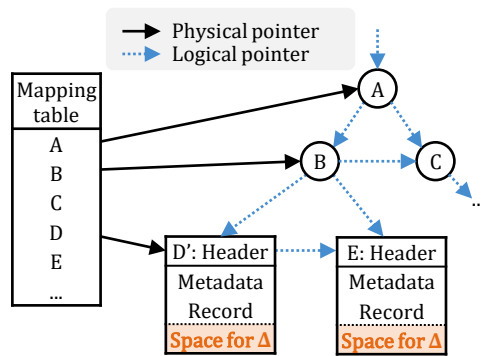 Physical pointer
Logical pointer
Mapping
table
A
B
C
D
E
...
A
B
C
..
D': Header
Metadata
Record
Space for Δ
E: Header
Metadata
Record
Space for Δ